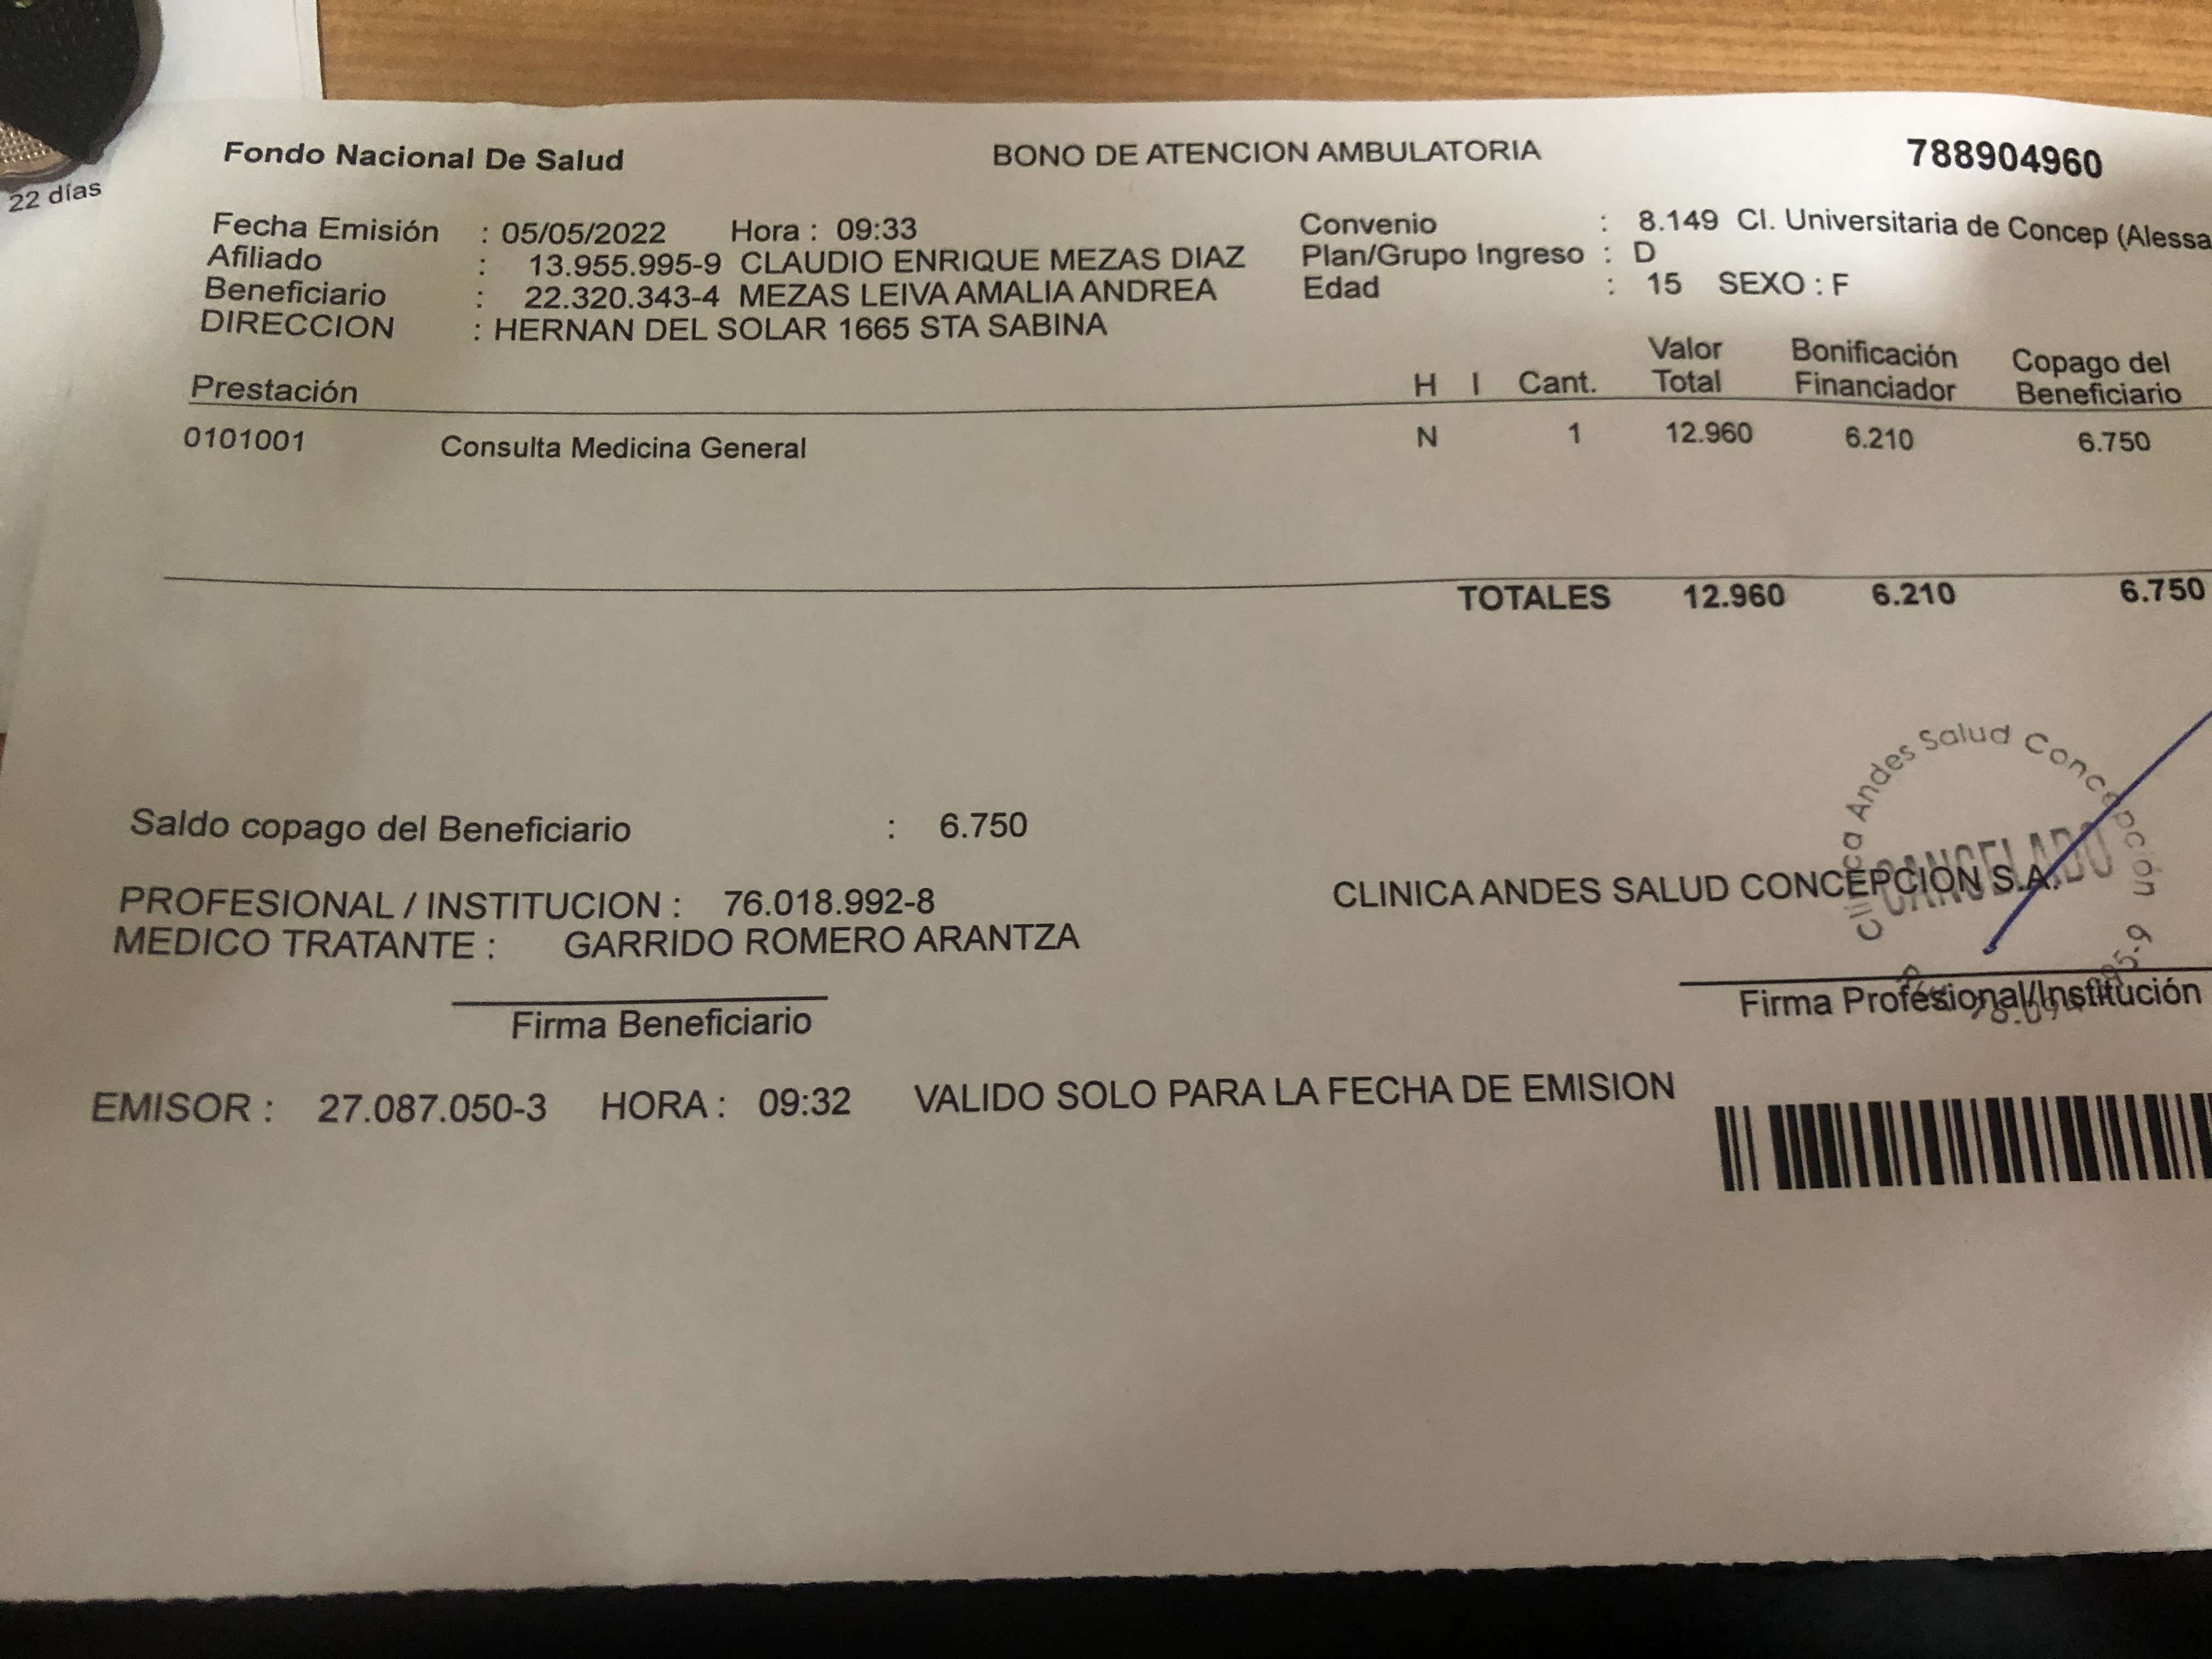 22 días
Fondo Nacional De Salud BONO DE ATENCION AMBULATORIA 788904960
Fecha Emisión : 05/05/2022 Hora : 09:33 Convenio : 8.149 Cl. Universitaria de Concep (Alessa
Afiliado : 13.955.995-9 CLAUDIO ENRIQUE MEZAS DIAZ Plan/Grupo Ingreso : D
Beneficiario : 22.320.343-4 MEZAS LEIVA AMALIA ANDREA Edad : 15 SEXO : F
DIRECCION : HERNAN DEL SOLAR 1665 STA SABINA
Valor Bonificación Copago del
Prestación H I Cant. Total Financiador Beneficiario
0101001 Consulta Medicina General N 1 12.960 6.210 6.750
TOTALES 12.960 6.210 6.750
Clínica Andes Salud Concepción
CANCELADO
Saldo copago del Beneficiario : 6.750
PROFESIONAL / INSTITUCION : 76.018.992-8 CLINICA ANDES SALUD CONCEPCION S.A.
MEDICO TRATANTE : GARRIDO ROMERO ARANTZA
Firma Beneficiario Firma Profesional/Institución
EMISOR : 27.087.050-3 HORA : 09:32 VALIDO SOLO PARA LA FECHA DE EMISION